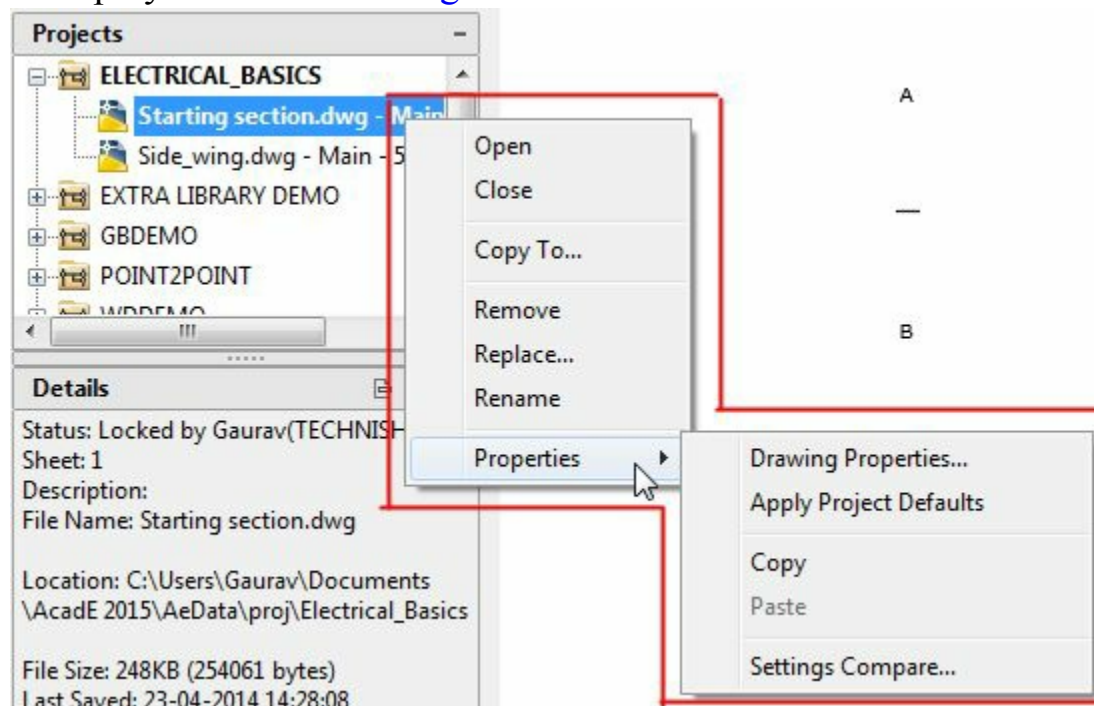 Projects
ELECTRICAL_BASICS
Starting section.dwg - Main
Side_wing.dwg - Main - 5
EXTRA LIBRARY DEMO
GBDEMO
POINT2POINT
WDDEMO
Details
Status: Locked by Gaurav(TECHNISH
Sheet: 1
Description:
File Name: Starting section.dwg
Location: C:\Users\Gaurav\Documents
\AcadE 2015\AeData\proj\Electrical_Basics
File Size: 248KB (254061 bytes)
Last Saved: 23-04-2014 14:28:08
Open
Close
Copy To...
Remove
Replace...
Rename
Properties
Drawing Properties...
Apply Project Defaults
Copy
Paste
Settings Compare...
A
B